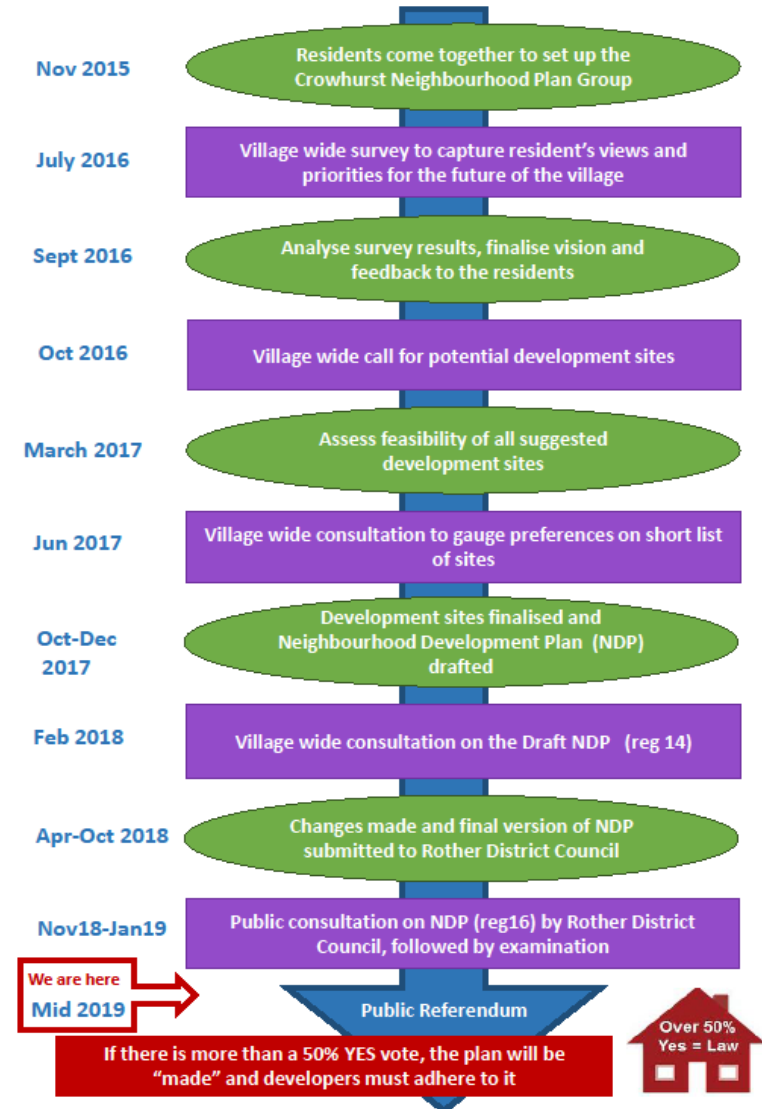 Nov 2015
Residents come together to set up the
Crowhurst Neighbourhood Plan Group
July 2016
Village wide survey to capture resident's views and
priorities for the future of the village
Sept 2016
Analyse survey results, finalise vision and
feedback to the residents
Oct 2016
Village wide call for potential development sites
March 2017
Assess feasibility of all suggested
development sites
Jun 2017
Village wide consultation to gauge preferences on short list
of sites
Oct-Dec
2017
Development sites finalised and
Neighbourhood Development Plan (NDP)
drafted
Feb 2018
Village wide consultation on the Draft NDP (reg 14)
Apr-Oct 2018
Changes made and final version of NDP
submitted to Rother District Council
Nov18-Jan19
Public consultation on NDP (reg16) by Rother District
Council, followed by examination
We are here
Mid 2019
Public Referendum
Over 50%
Yes = Law
If there is more than a 50% YES vote, the plan will be
“made” and developers must adhere to it